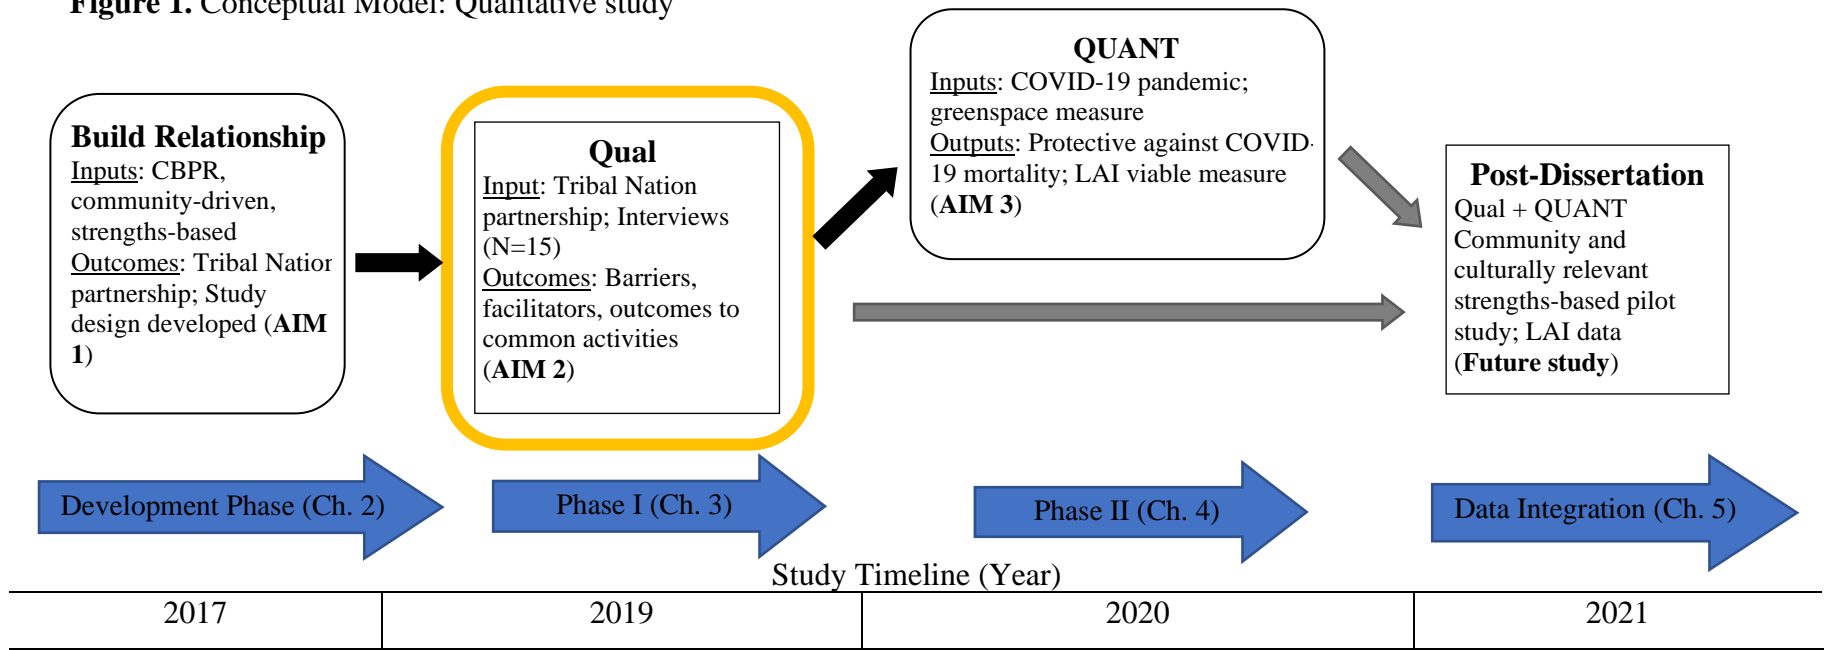 Figure 1. Conceptual Model: Qualitative study
Build Relationship
Inputs: CBPR,
community-driven,
strengths-based
Outcomes: Tribal Nation
partnership; Study
design developed (AIM
1)
Qual
Input: Tribal Nation
partnership; Interviews
(N=15)
Outcomes: Barriers,
facilitators, outcomes to
common activities
(AIM 2)
QUANT
Inputs: COVID-19 pandemic;
greenspace measure
Outputs: Protective against COVID-
19 mortality; LAI viable measure
(AIM 3)
Post-Dissertation
Qual + QUANT
Community and
culturally relevant
strengths-based pilot
study; LAI data
(Future study)
Development Phase (Ch. 2)
Phase I (Ch. 3)
Phase II (Ch. 4)
Data Integration (Ch. 5)
Study Timeline (Year)
2017
2019
2020
2021